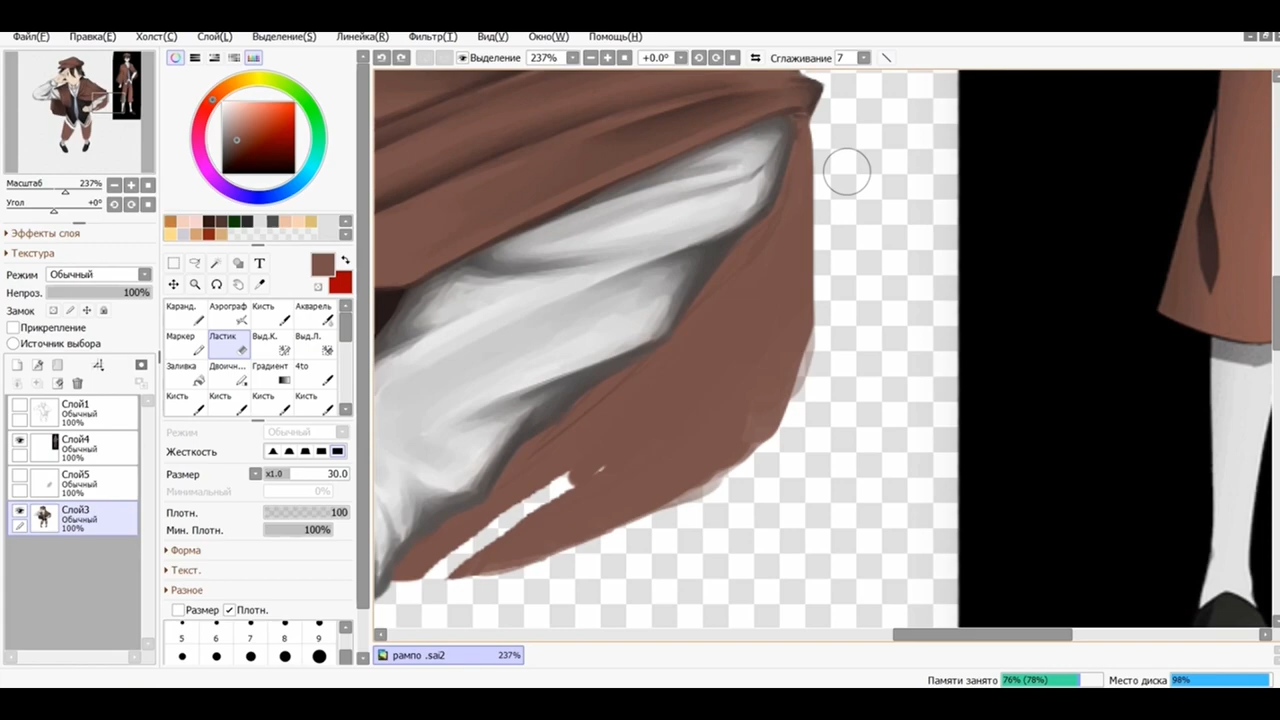 Файл(F) Правка(E) Холст(C) Слой(L) Выделение(S) Линейка(R) Фильтр(T) Вид(V) Окно(W) Помощь(H)
Выделение 237% +0.0° Сглаживание 7
Масштаб 237%
Угол +0°
Эффекты слоя
Текстура
Режим Обычный
Непроз. 100%
Замок
Прикрепление
Источник выбора
Слой1
Обычный
100%
Слой4
Обычный
100%
Слой5
Обычный
100%
Слой3
Обычный
100%
T
Каранд. Аэрограф Кисть Акварель
Маркер Ластик Выд.К. Выд.Л.
Заливка Двоичн... Градиент 4to
Кисть Кисть Кисть Кисть
Режим Обычный
Жесткость
Размер x1.0 30.0
Минимальный 0%
Плотн. 100
Мин. Плотн. 100%
Форма
Текст.
Разное
Размер Плотн.
5 6 7 8 9
рампо .sai2 237%
Памяти занято 76% (78%) Место диска 98%